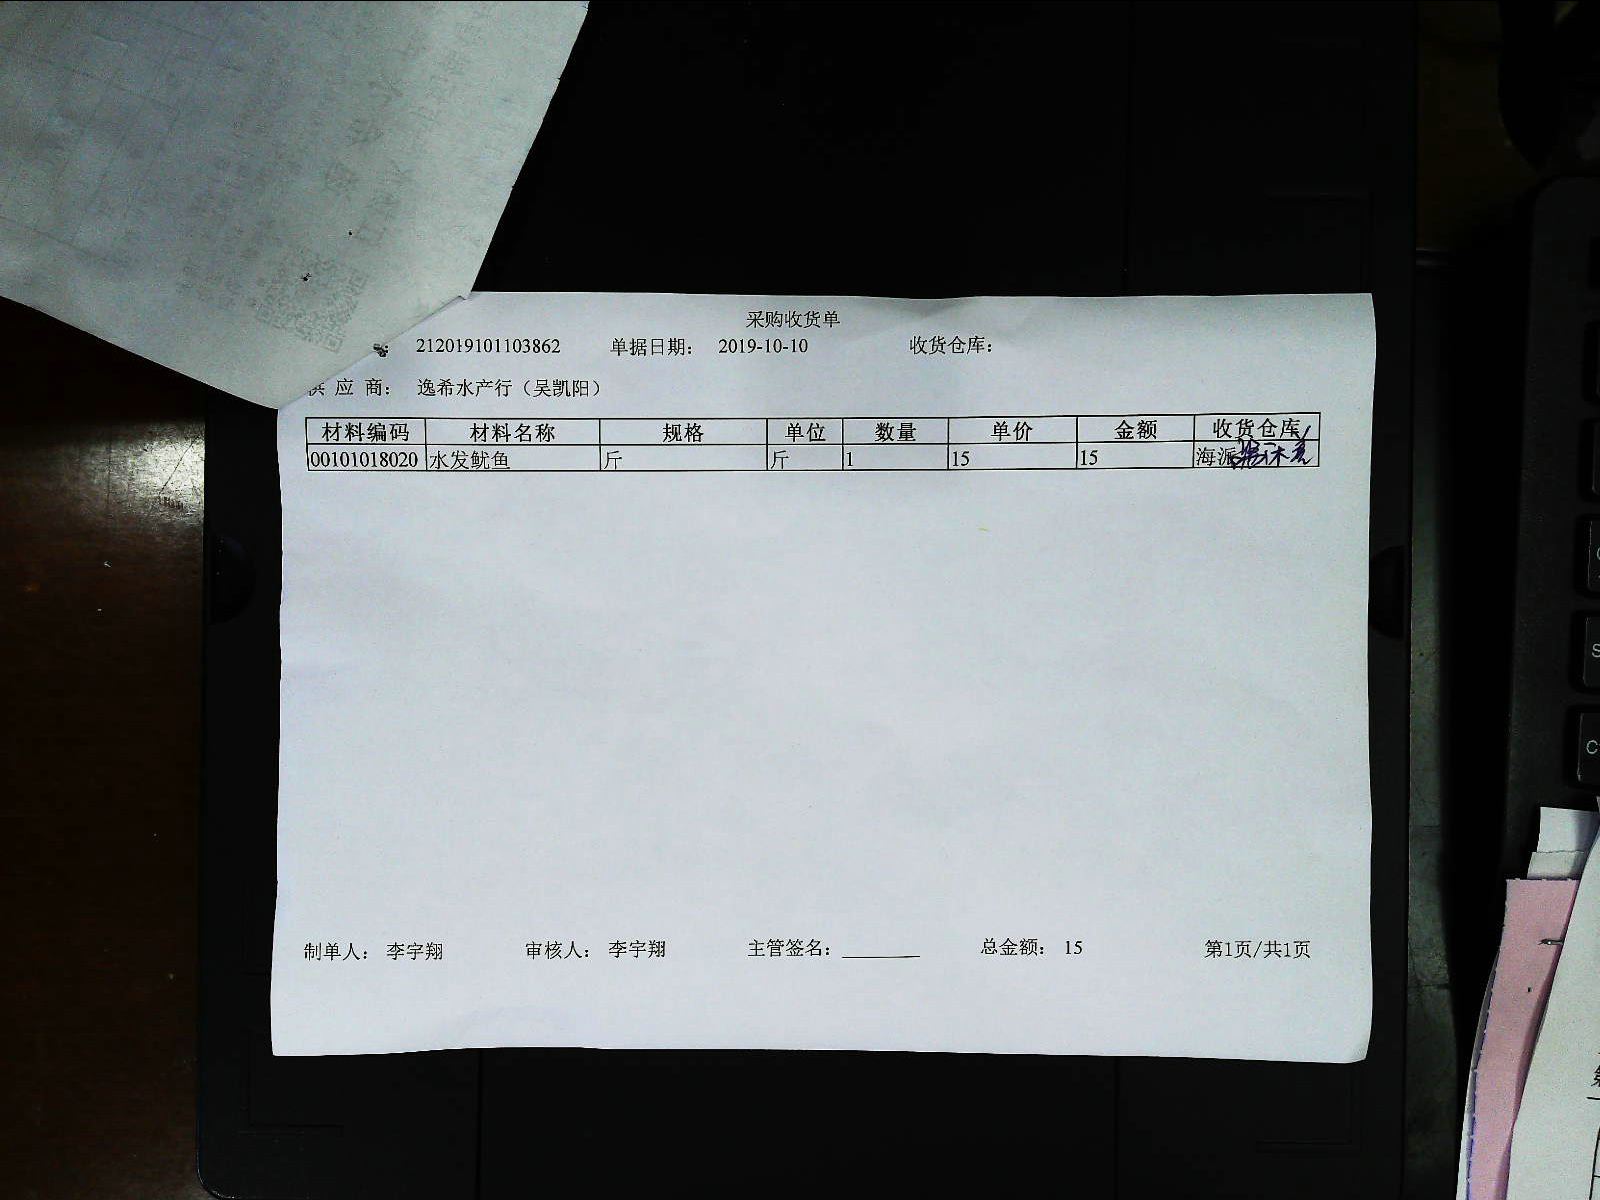 采购收货单
212019101103862 单据日期: 2019-10-10 收货仓库:
供 应 商: 逸希水产行（吴凯阳）
材料编码 材料名称 规格 单位 数量 单价 金额 收货仓库
00101018020 水发鱿鱼 斤 斤 1 15 15 海派
制单人: 李宇翔 审核人: 李宇翔 主管签名: 总金额: 15 第1页/共1页